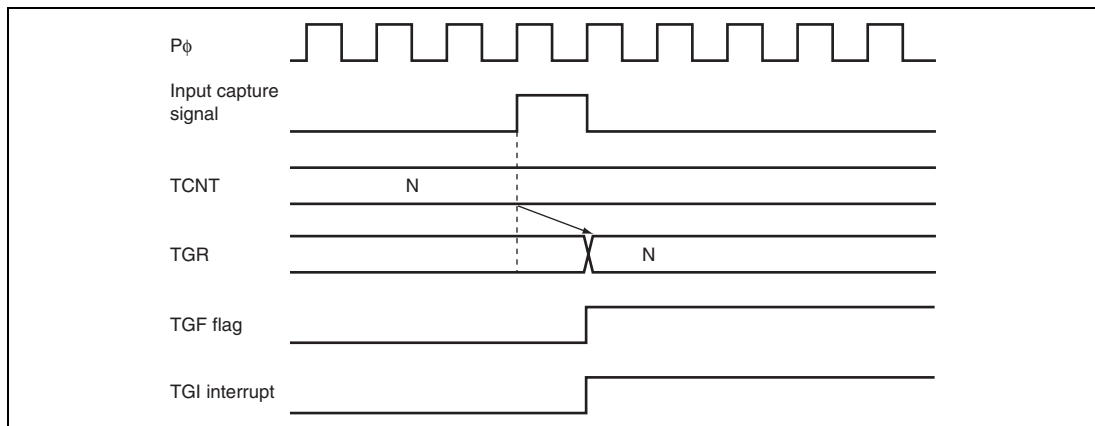 Pϕ
Input capture
signal
TCNT
N
TGR
N
TGF flag
TGI interrupt